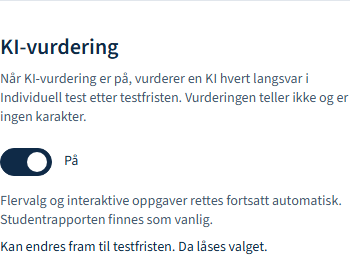 KI-vurdering
Når KI-vurdering er på, vurderer en KI hvert langsvar i
Individuell test etter testfristen. Vurderingen teller ikke og er
ingen karakter.
På
Flervalg og interaktive oppgaver rettes fortsatt automatisk.
Studentrapporten finnes som vanlig.
Kan endres fram til testfristen. Da låses valget.